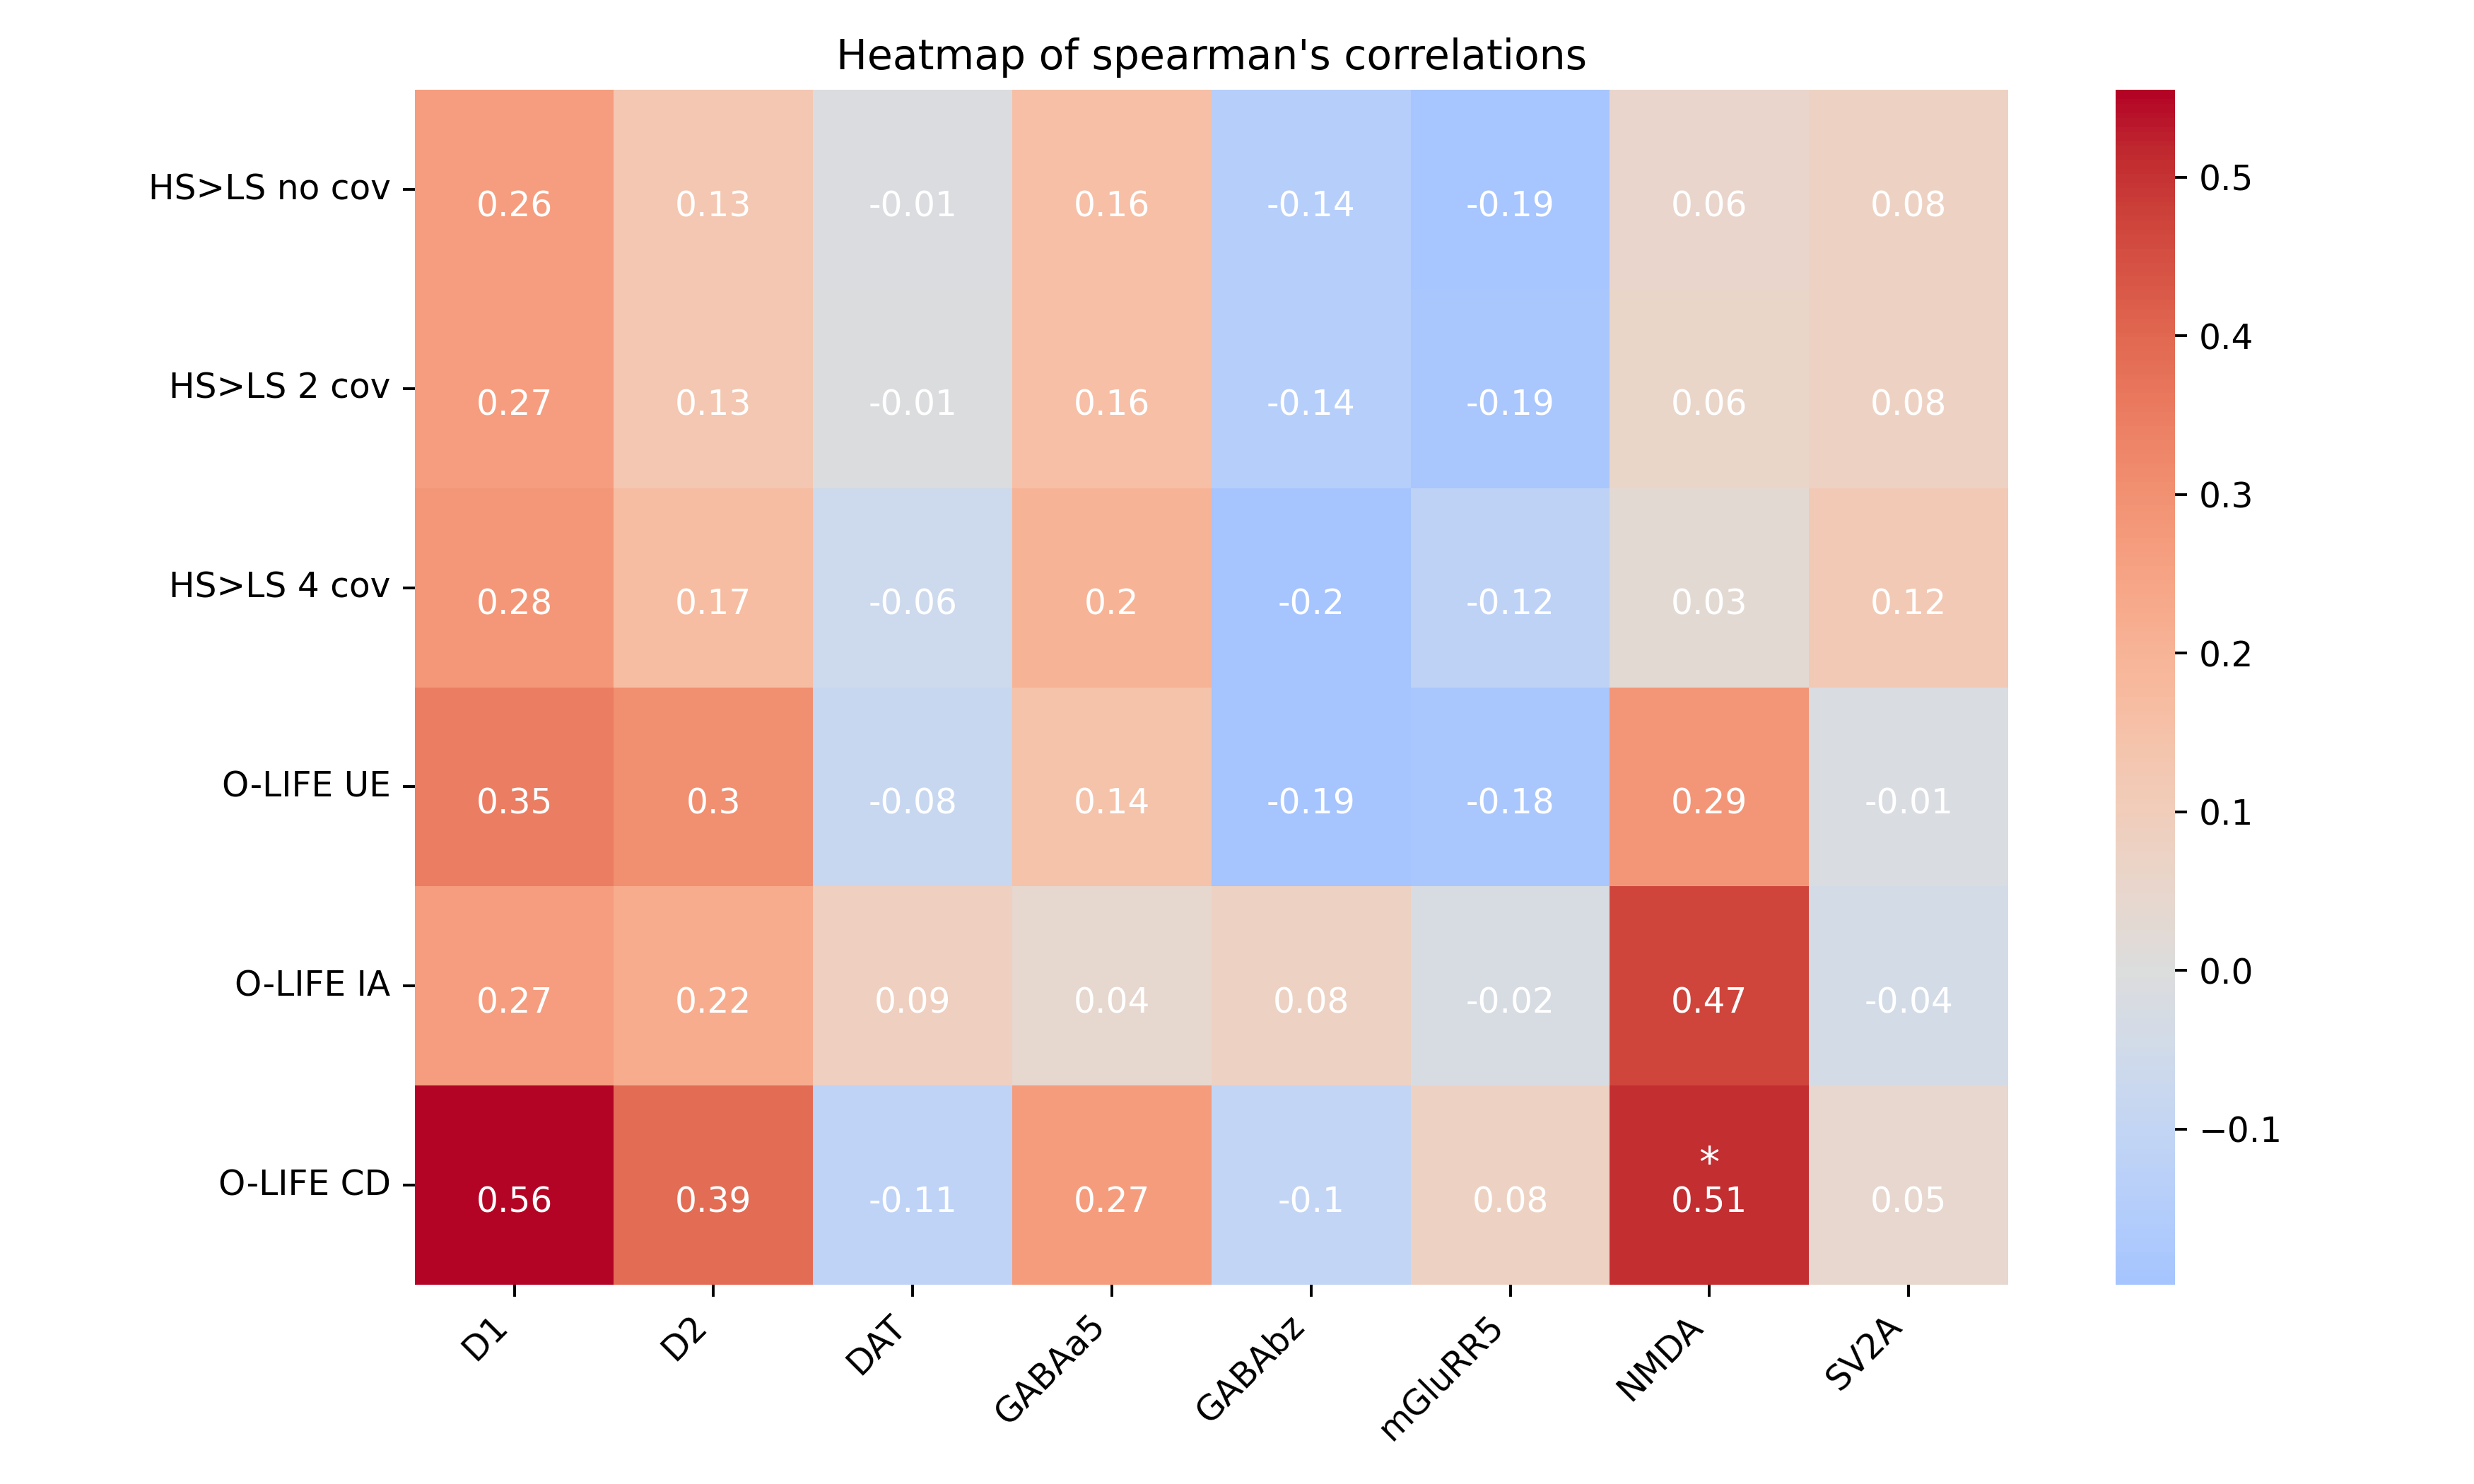 Heatmap of spearman's correlations
HS>LS no cov 0.26 0.13 -0.01 0.16 -0.14 -0.19 0.06 0.08
HS>LS 2 cov 0.27 0.13 -0.01 0.16 -0.14 -0.19 0.06 0.08
HS>LS 4 cov 0.28 0.17 -0.06 0.2 -0.2 -0.12 0.03 0.12
O-LIFE UE 0.35 0.3 -0.08 0.14 -0.19 -0.18 0.29 -0.01
O-LIFE IA 0.27 0.22 0.09 0.04 0.08 -0.02 0.47 -0.04
*
O-LIFE CD 0.56 0.39 -0.11 0.27 -0.1 0.08 0.51 0.05
D1 D2 DAT GABAa5 GABAbz mGluRR5 NMDA SV2A
0.5
0.4
0.3
0.2
0.1
0.0
−0.1